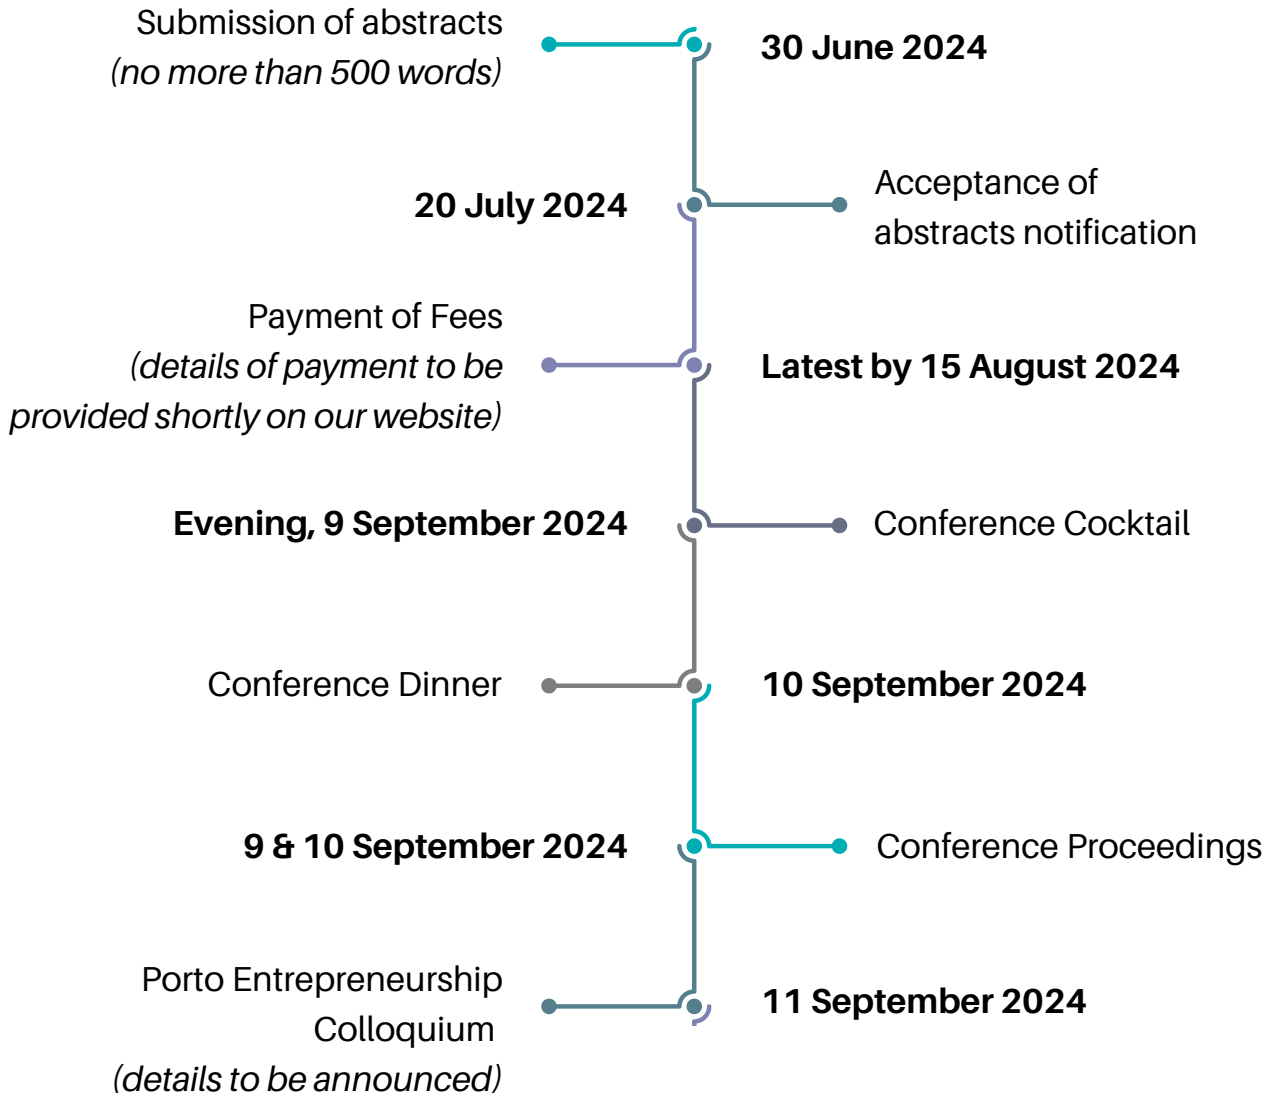 Submission of abstracts
(no more than 500 words)
30 June 2024
20 July 2024
Acceptance of
abstracts notification
Payment of Fees
(details of payment to be
provided shortly on our website)
Latest by 15 August 2024
Evening, 9 September 2024
Conference Cocktail
Conference Dinner
10 September 2024
9 & 10 September 2024
Conference Proceedings
Porto Entrepreneurship
Colloquium
(details to be announced)
11 September 2024